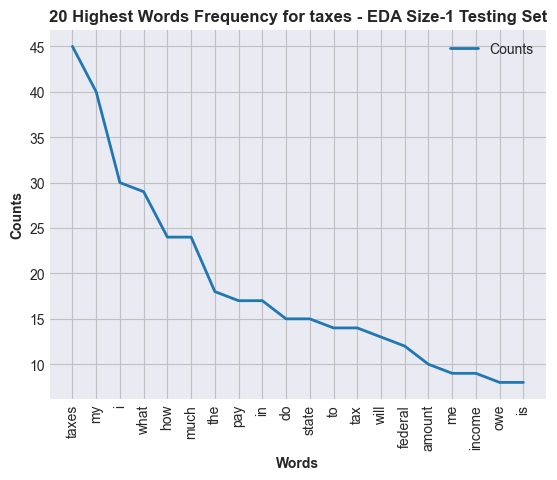 20 Highest Words Frequency for taxes - EDA Size-1 Testing Set
Counts
45
40
35
30
25
20
15
10
Counts
taxes
my
i
what
how
much
the
pay
in
do
state
to
tax
will
federal
amount
me
income
owe
is
Words